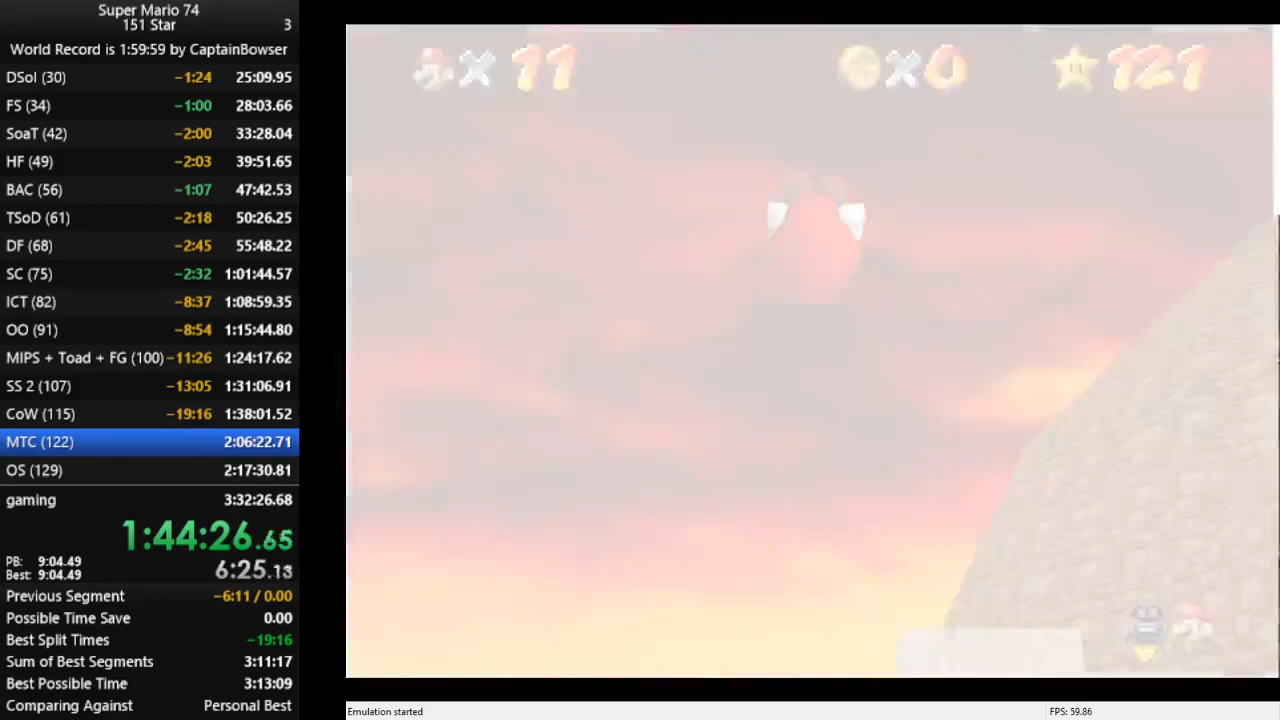 Super Mario 74
151 Star 3
World Record is 1:59:59 by CaptainBowser
DSol (30) −1:24 25:09.95
FS (34) −1:00 28:03.66
SoaT (42) −2:00 33:28.04
HF (49) −2:03 39:51.65
BAC (56) −1:07 47:42.53
TSoD (61) −2:18 50:26.25
DF (68) −2:45 55:48.22
SC (75) −2:32 1:01:44.57
ICT (82) −8:37 1:08:59.35
OO (91) −8:54 1:15:44.80
MIPS + Toad + FG (100) −11:26 1:24:17.62
SS 2 (107) −13:05 1:31:06.91
CoW (115) −19:16 1:38:01.52
MTC (122) 2:06:22.71
OS (129) 2:17:30.81
gaming 3:32:26.68
1:44:26.65
PB: 9:04.49
Best: 9:04.49
6:25.13
Previous Segment −6:11 / 0.00
Possible Time Save 0.00
Best Split Times −19:16
Sum of Best Segments 3:11:17
Best Possible Time 3:13:09
Comparing Against Personal Best
×11 ×0 121
Emulation started FPS: 59.86